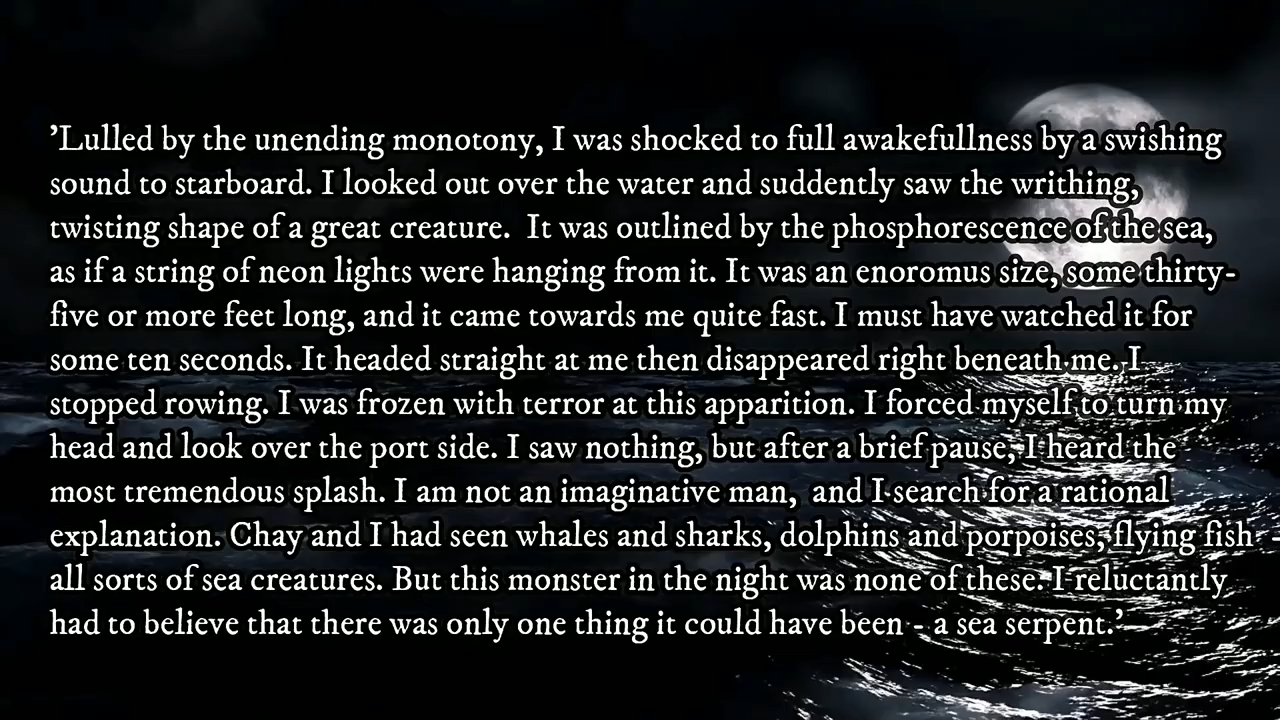 ’Lulled by the unending monotony, I was shocked to full awakefullness by a swishing
sound to starboard. I looked out over the water and suddenly saw the writhing,
twisting shape of a great creature.  It was outlined by the phosphorescence of the sea,
as if a string of neon lights were hanging from it. It was an enoromus size, some thirty-
five or more feet long, and it came towards me quite fast. I must have watched it for
some ten seconds. It headed straight at me then disappeared right beneath me. I
stopped rowing. I was frozen with terror at this apparition. I forced myself to turn my
head and look over the port side. I saw nothing, but after a brief pause, I heard the
most tremendous splash. I am not an imaginative man,  and I search for a rational
explanation. Chay and I had seen whales and sharks, dolphins and porpoises, flying fish -
all sorts of sea creatures. But this monster in the night was none of these. I reluctantly
had to believe that there was only one thing it could have been - a sea serpent.’